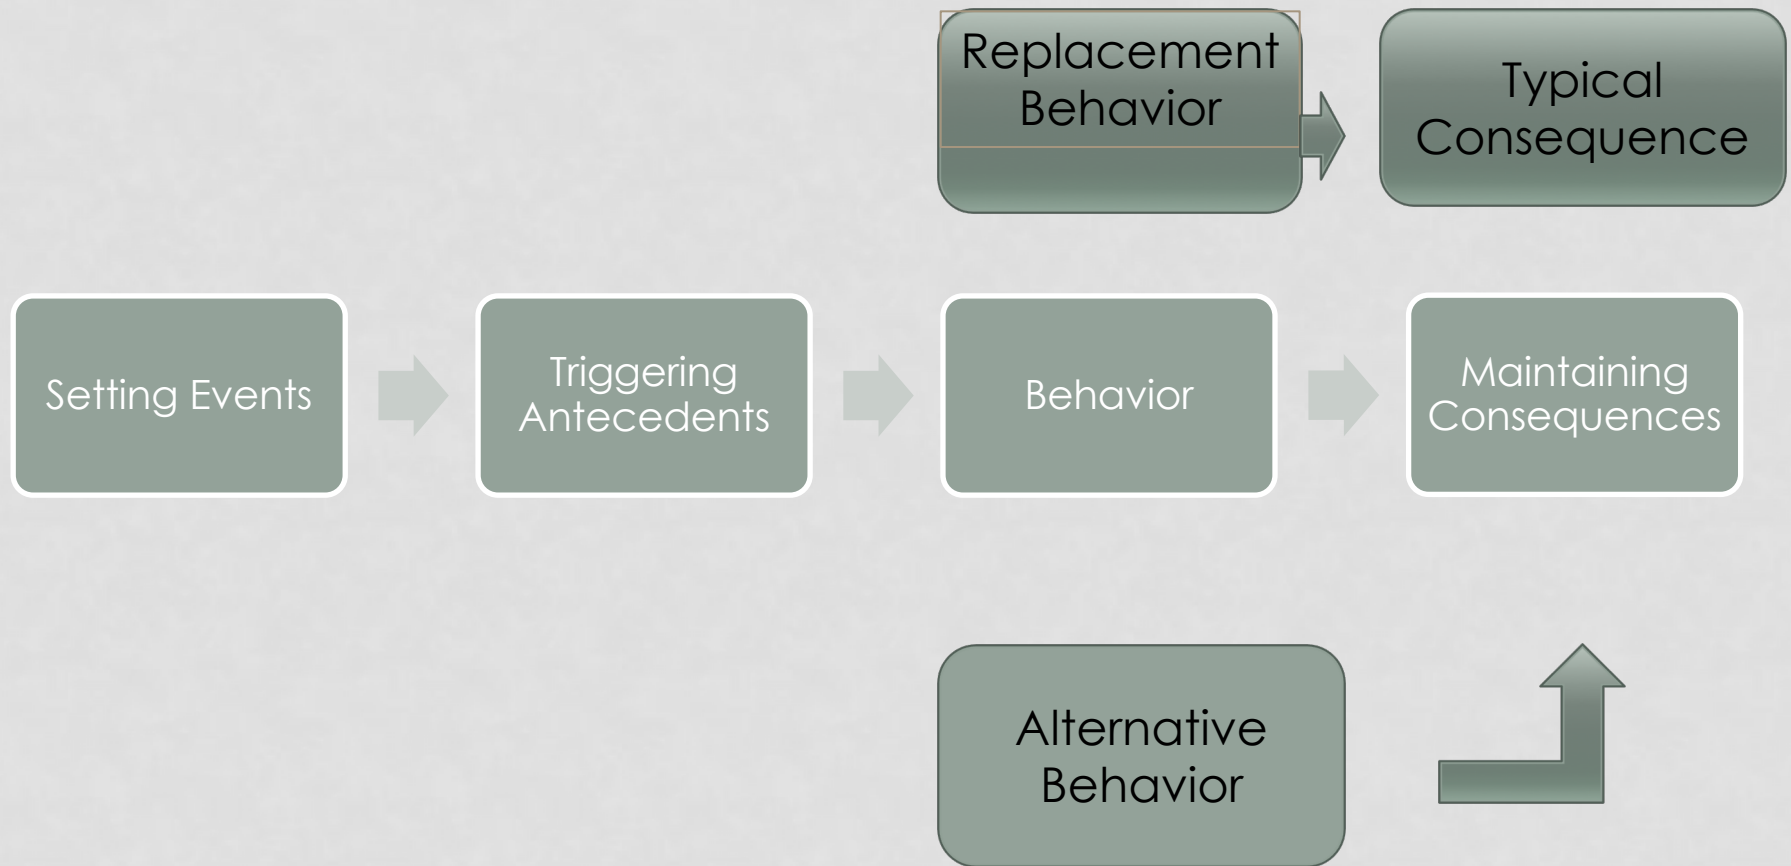 Replacement
Behavior
Typical
Consequence
Setting Events
Triggering
Antecedents
Behavior
Maintaining
Consequences
Alternative
Behavior